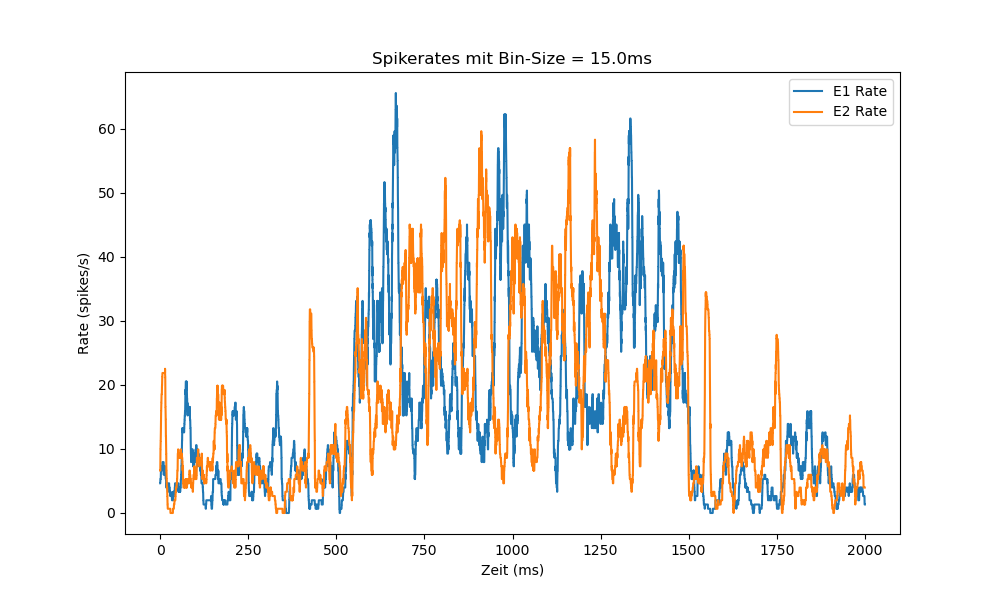 Spikerates mit Bin-Size = 15.0ms
E1 Rate
E2 Rate
60
50
40
30
20
10
0
Rate (spikes/s)
0 250 500 750 1000 1250 1500 1750 2000
Zeit (ms)